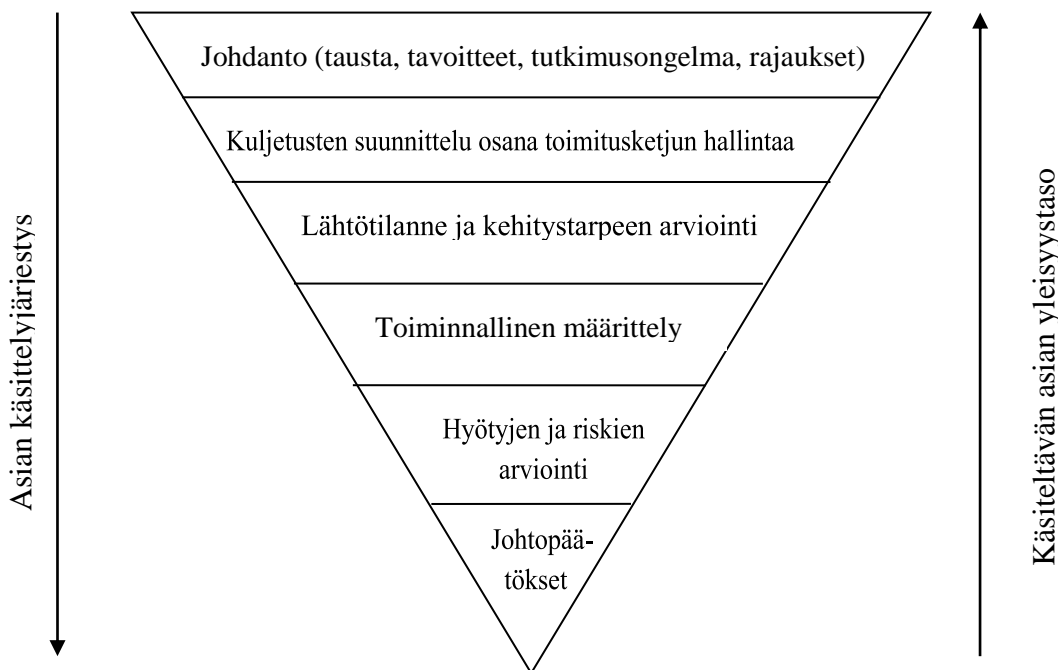 Johdanto (tausta, tavoitteet, tutkimusongelma, rajaukset)
Kuljetusten suunnittelu osana toimitusketjun hallintaa
Lähtötilanne ja kehitystarpeen arviointi
Toiminnallinen määrittely
Hyötyjen ja riskien
arviointi
Johtopää-
tökset
Asian käsittelyjärjestys
Käsiteltävän asian yleisyystaso